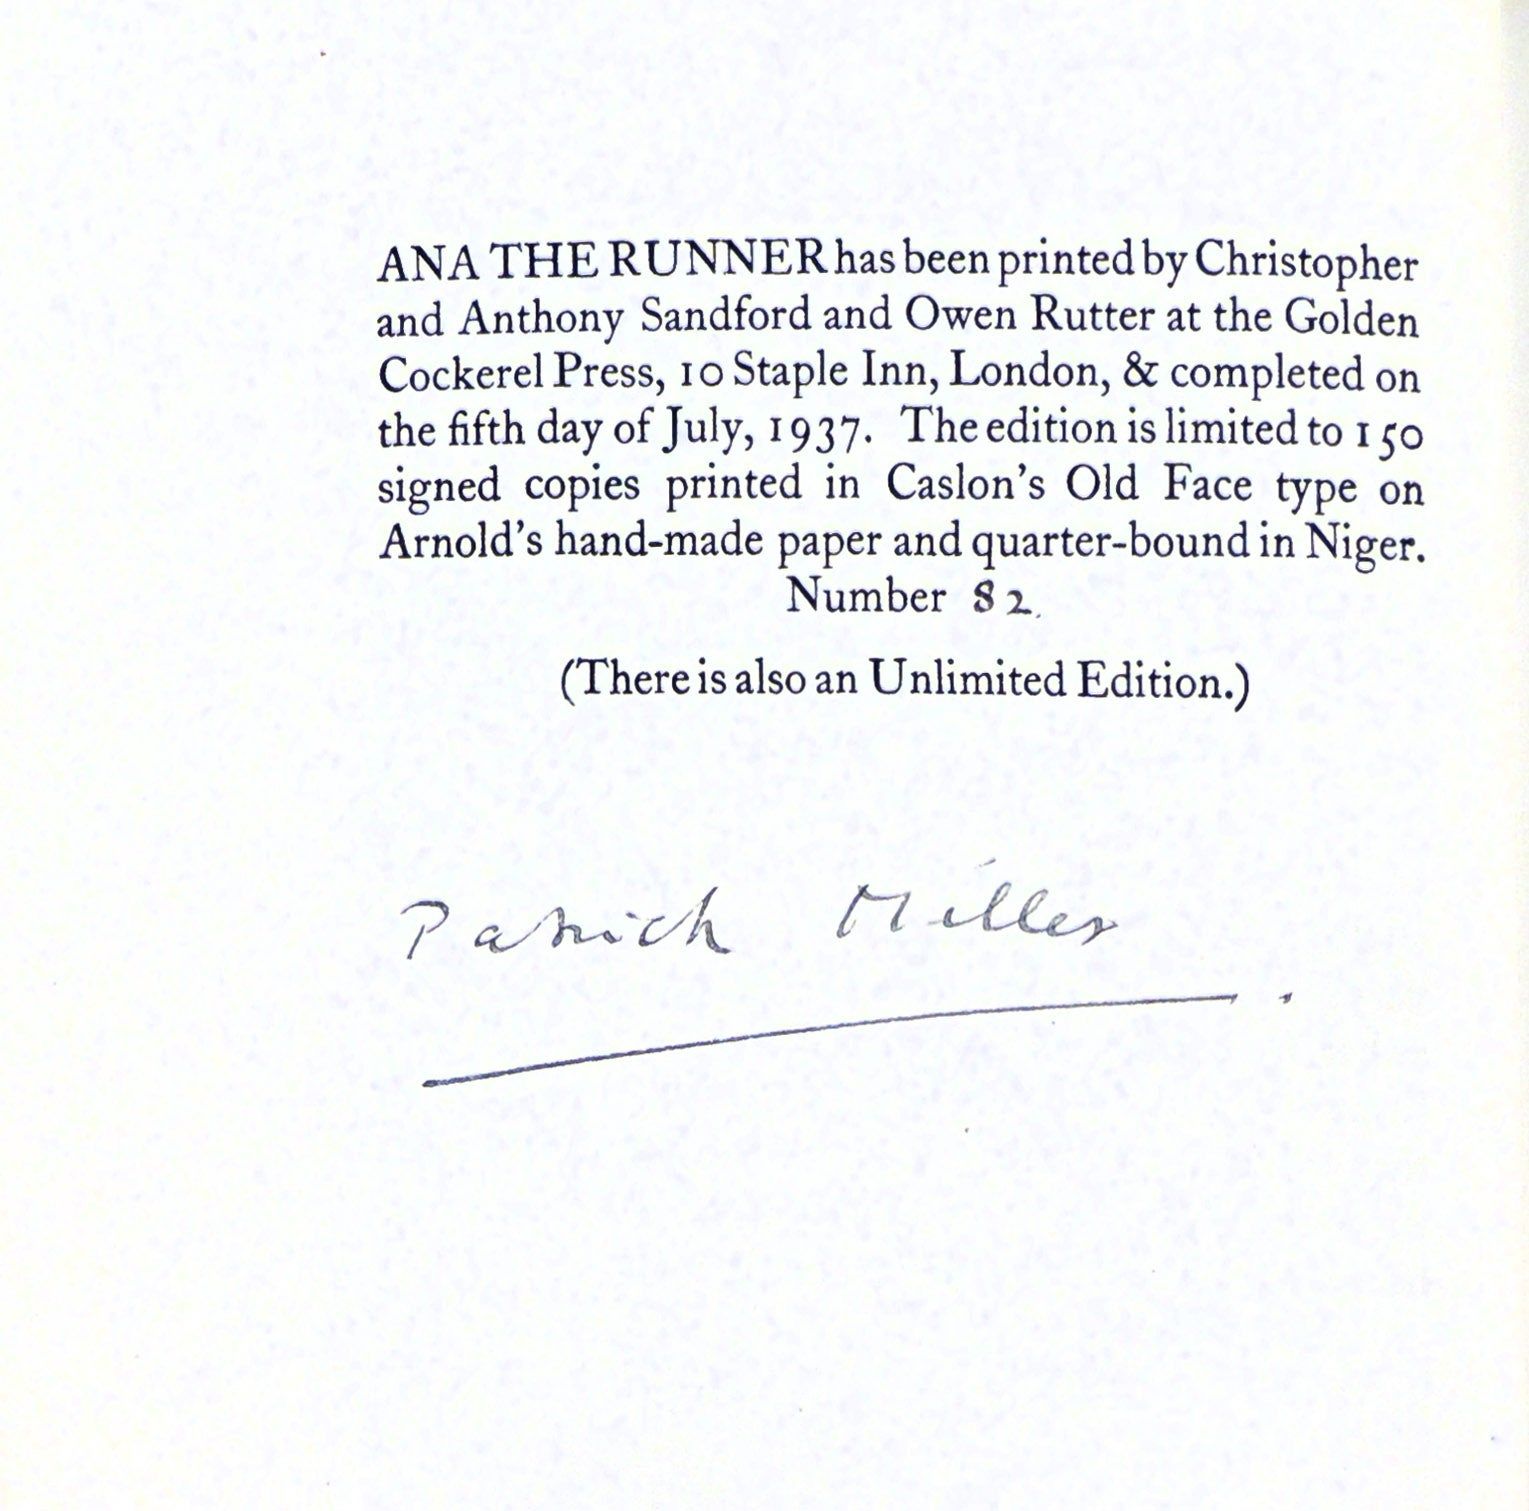 ANA THE RUNNER has been printed by Christopher
and Anthony Sandford and Owen Rutter at the Golden
Cockerel Press, 10 Staple Inn, London, & completed on
the fifth day of July, 1937. The edition is limited to 150
signed copies printed in Caslon's Old Face type on
Arnold's hand-made paper and quarter-bound in Niger.
Number 82.
(There is also an Unlimited Edition.)
Patrick Miller